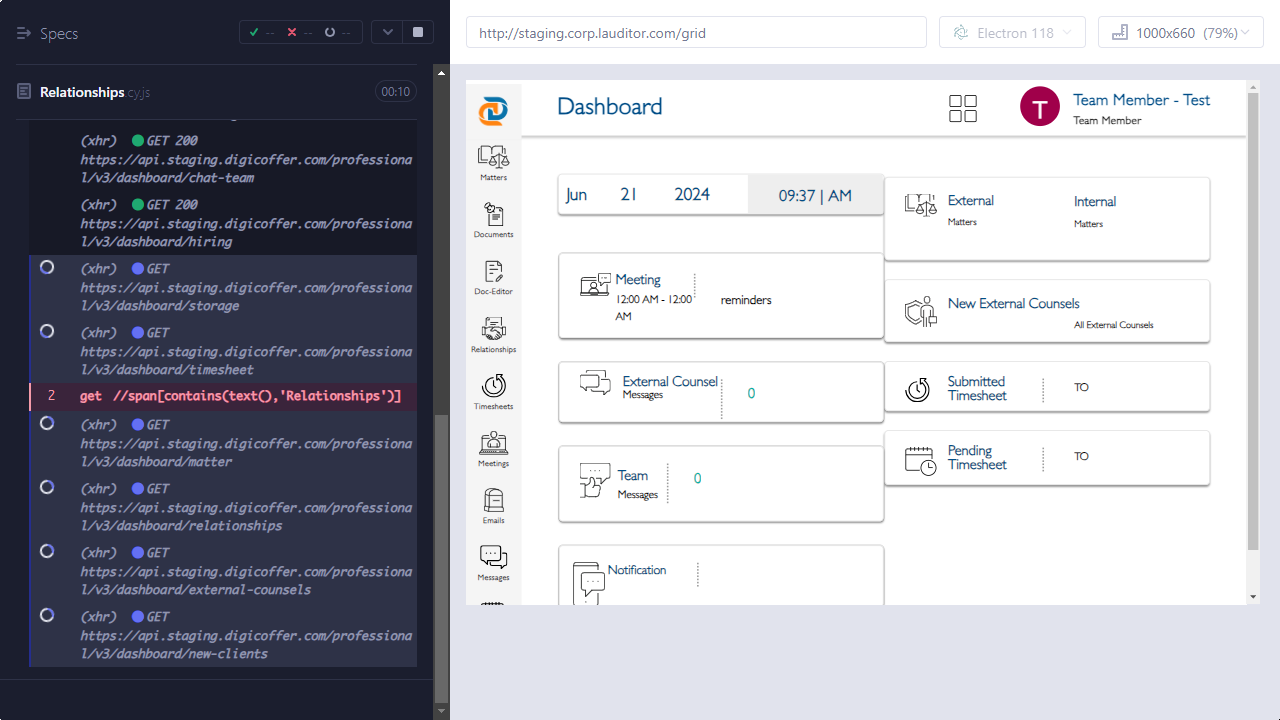 Specs
--
--
--
Relationships cy.js
00:10
(xhr) GET 200
https://api.staging.digicoffer.com/professiona
l/v3/dashboard/chat-team
(xhr) GET 200
https://api.staging.digicoffer.com/professiona
l/v3/dashboard/hiring
(xhr) GET
https://api.staging.digicoffer.com/professiona
l/v3/dashboard/storage
(xhr) GET
https://api.staging.digicoffer.com/professiona
l/v3/dashboard/timesheet
2 get //span[contains(text(),'Relationships')]
(xhr) GET
https://api.staging.digicoffer.com/professiona
l/v3/dashboard/matter
(xhr) GET
https://api.staging.digicoffer.com/professiona
l/v3/dashboard/relationships
(xhr) GET
https://api.staging.digicoffer.com/professiona
l/v3/dashboard/external-counsels
(xhr) GET
https://api.staging.digicoffer.com/professiona
l/v3/dashboard/new-clients
http://staging.corp.lauditor.com/grid
Electron 118
1000x660 (79%)
Dashboard
T
Team Member - Test
Team Member
Matters
Documents
Doc-Editor
Relationships
Timesheets
Meetings
Emails
Messages
Jun 21 2024 09:37 | AM
Meeting
12:00 AM - 12:00
AM
reminders
External Counsel
Messages
0
Team
Messages
0
Notification
External
Matters
Internal
Matters
New External Counsels
All External Counsels
Submitted
Timesheet
TO
Pending
Timesheet
TO